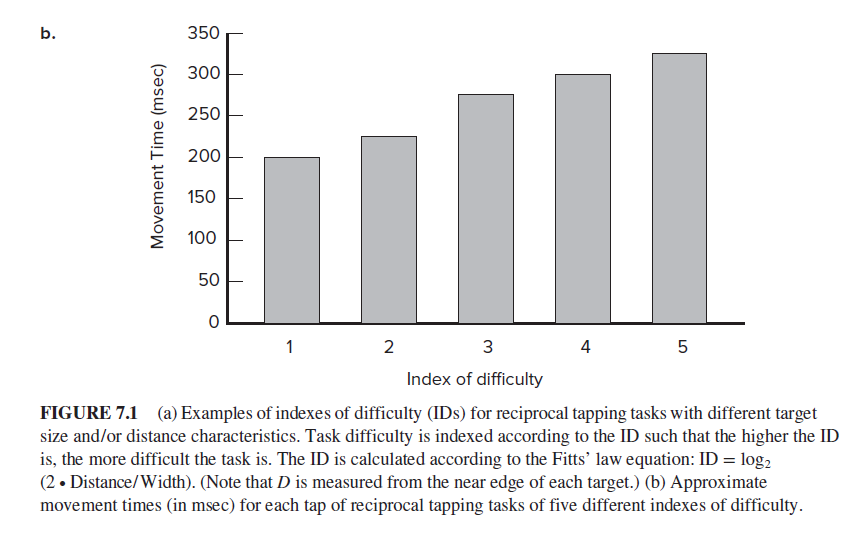 b.
350
300
250
200
150
100
50
0
Movement Time (msec)
1 2 3 4 5
Index of difficulty
FIGURE 7.1 (a) Examples of indexes of difficulty (IDs) for reciprocal tapping tasks with different target
size and/or distance characteristics. Task difficulty is indexed according to the ID such that the higher the ID
is, the more difficult the task is. The ID is calculated according to the Fitts’ law equation: ID = log₂
(2 • Distance/Width). (Note that D is measured from the near edge of each target.) (b) Approximate
movement times (in msec) for each tap of reciprocal tapping tasks of five different indexes of difficulty.